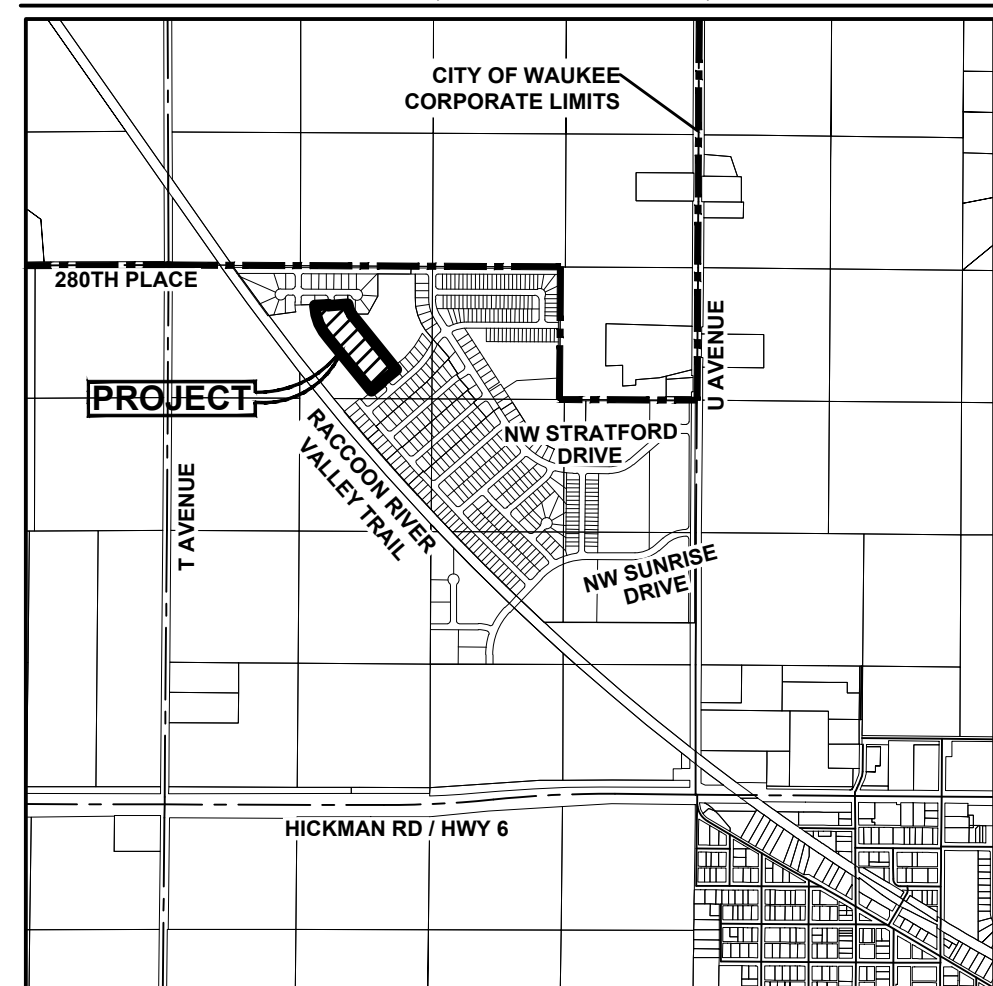 CITY OF WAUKEE
CORPORATE LIMITS
280TH PLACE
U AVENUE
PROJECT
RACCOON RIVER
VALLEY TRAIL
NW STRATFORD
DRIVE
T AVENUE
NW SUNRISE
DRIVE
HICKMAN RD / HWY 6